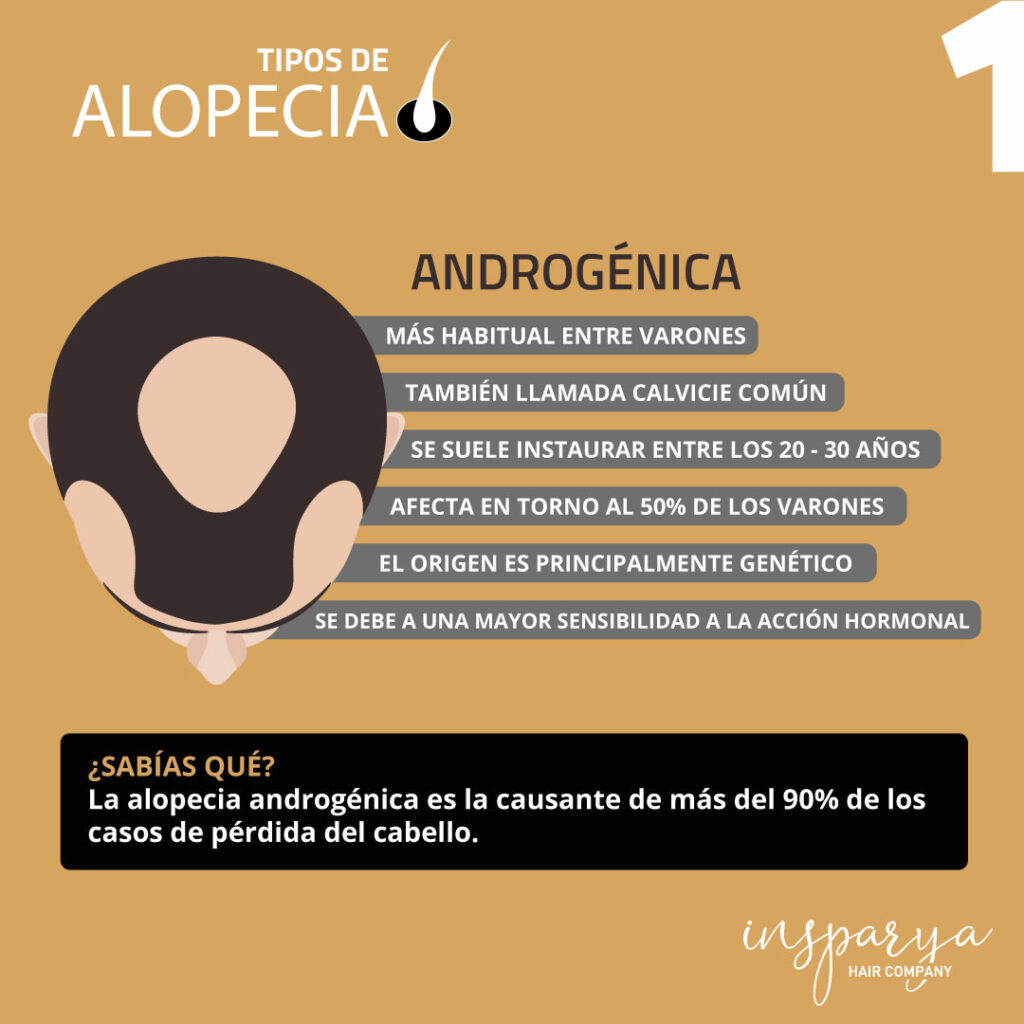 TIPOS DE
ALOPECIA
1
ANDROGÉNICA
MÁS HABITUAL ENTRE VARONES
TAMBIÉN LLAMADA CALVICIE COMÚN
SE SUELE INSTAURAR ENTRE LOS 20 - 30 AÑOS
AFECTA EN TORNO AL 50% DE LOS VARONES
EL ORIGEN ES PRINCIPALMENTE GENÉTICO
SE DEBE A UNA MAYOR SENSIBILIDAD A LA ACCIÓN HORMONAL
¿SABÍAS QUÉ?
La alopecia androgénica es la causante de más del 90% de los
casos de pérdida del cabello.
insparya
HAIR COMPANY